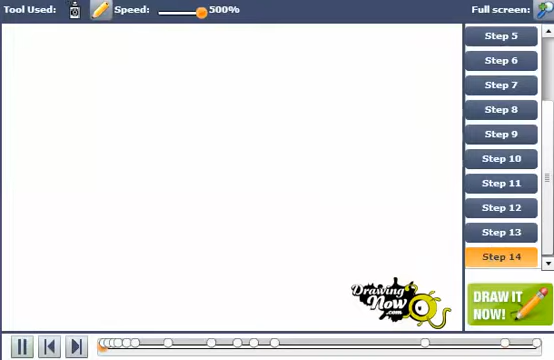 Tool Used: Speed: 500% Full screen:
Step 5
Step 6
Step 7
Step 8
Step 9
Step 10
Step 11
Step 12
Step 13
Step 14
Drawing
Now
.com
DRAW IT
NOW!